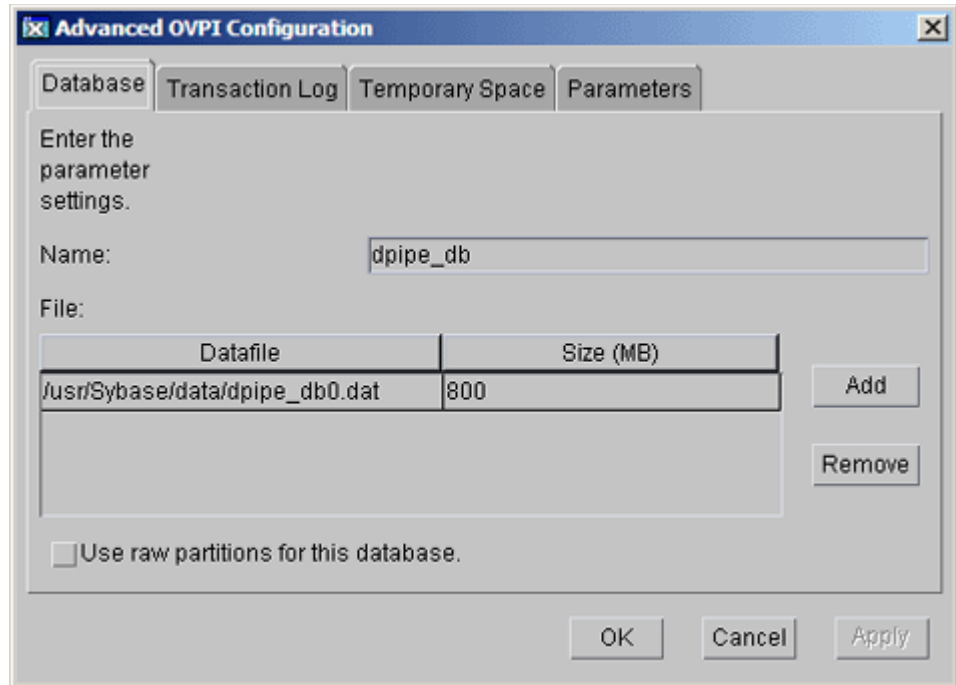 Advanced OVPI Configuration
Database Transaction Log Temporary Space Parameters
Enter the
parameter
settings.
Name: dpipe_db
File:
Datafile Size (MB)
/usr/Sybase/data/dpipe_db0.dat 800
Add
Remove
Use raw partitions for this database.
OK Cancel Apply